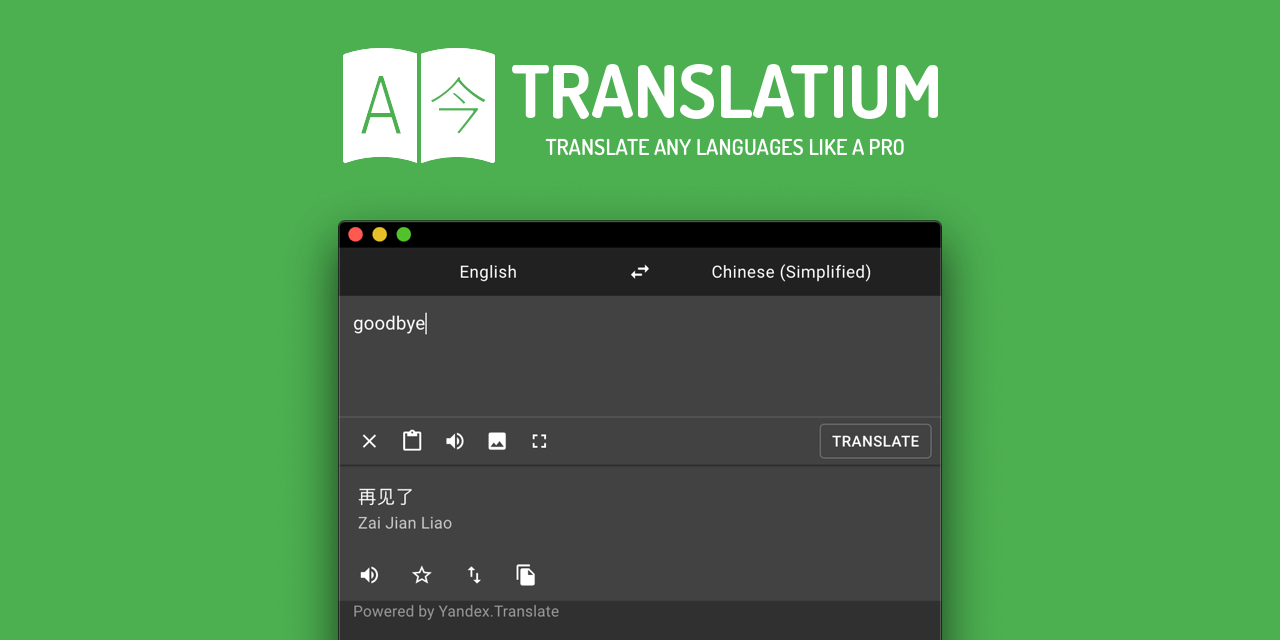 A 今
TRANSLATIUM
TRANSLATE ANY LANGUAGES LIKE A PRO
English
Chinese (Simplified)
goodbye
TRANSLATE
再见了
Zai Jian Liao
Powered by Yandex.Translate